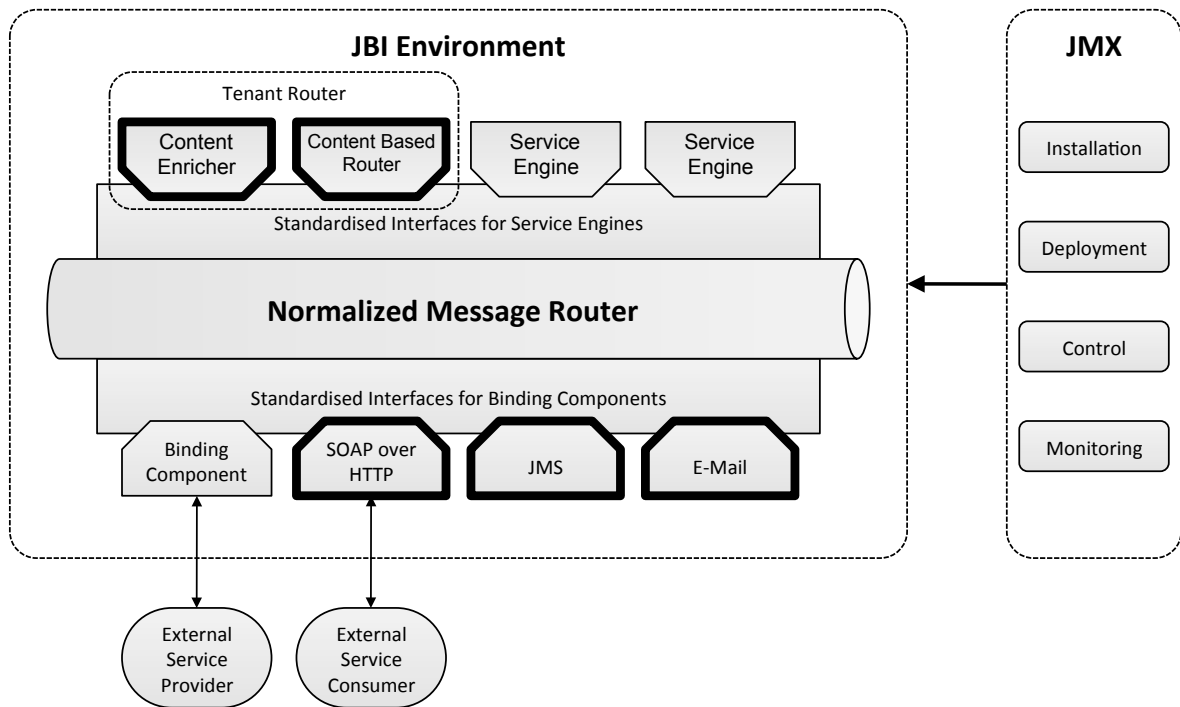 JBI Environment
JMX
Tenant Router
Content
Enricher
Content Based
Router
Service
Engine
Service
Engine
Standardised Interfaces for Service Engines
Normalized Message Router
Standardised Interfaces for Binding Components
Binding
Component
SOAP over
HTTP
JMS
E-Mail
External
Service
Provider
External
Service
Consumer
Installation
Deployment
Control
Monitoring